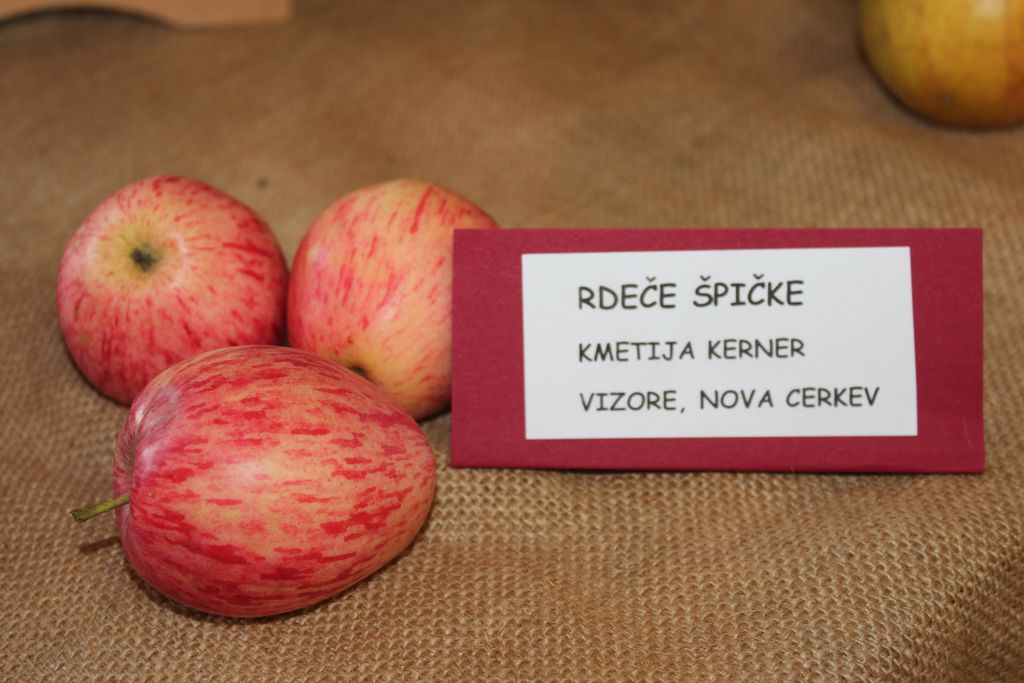 RDEČE ŠPIČKE
KMETIJA KERNER
VIZORE, NOVA CERKEV